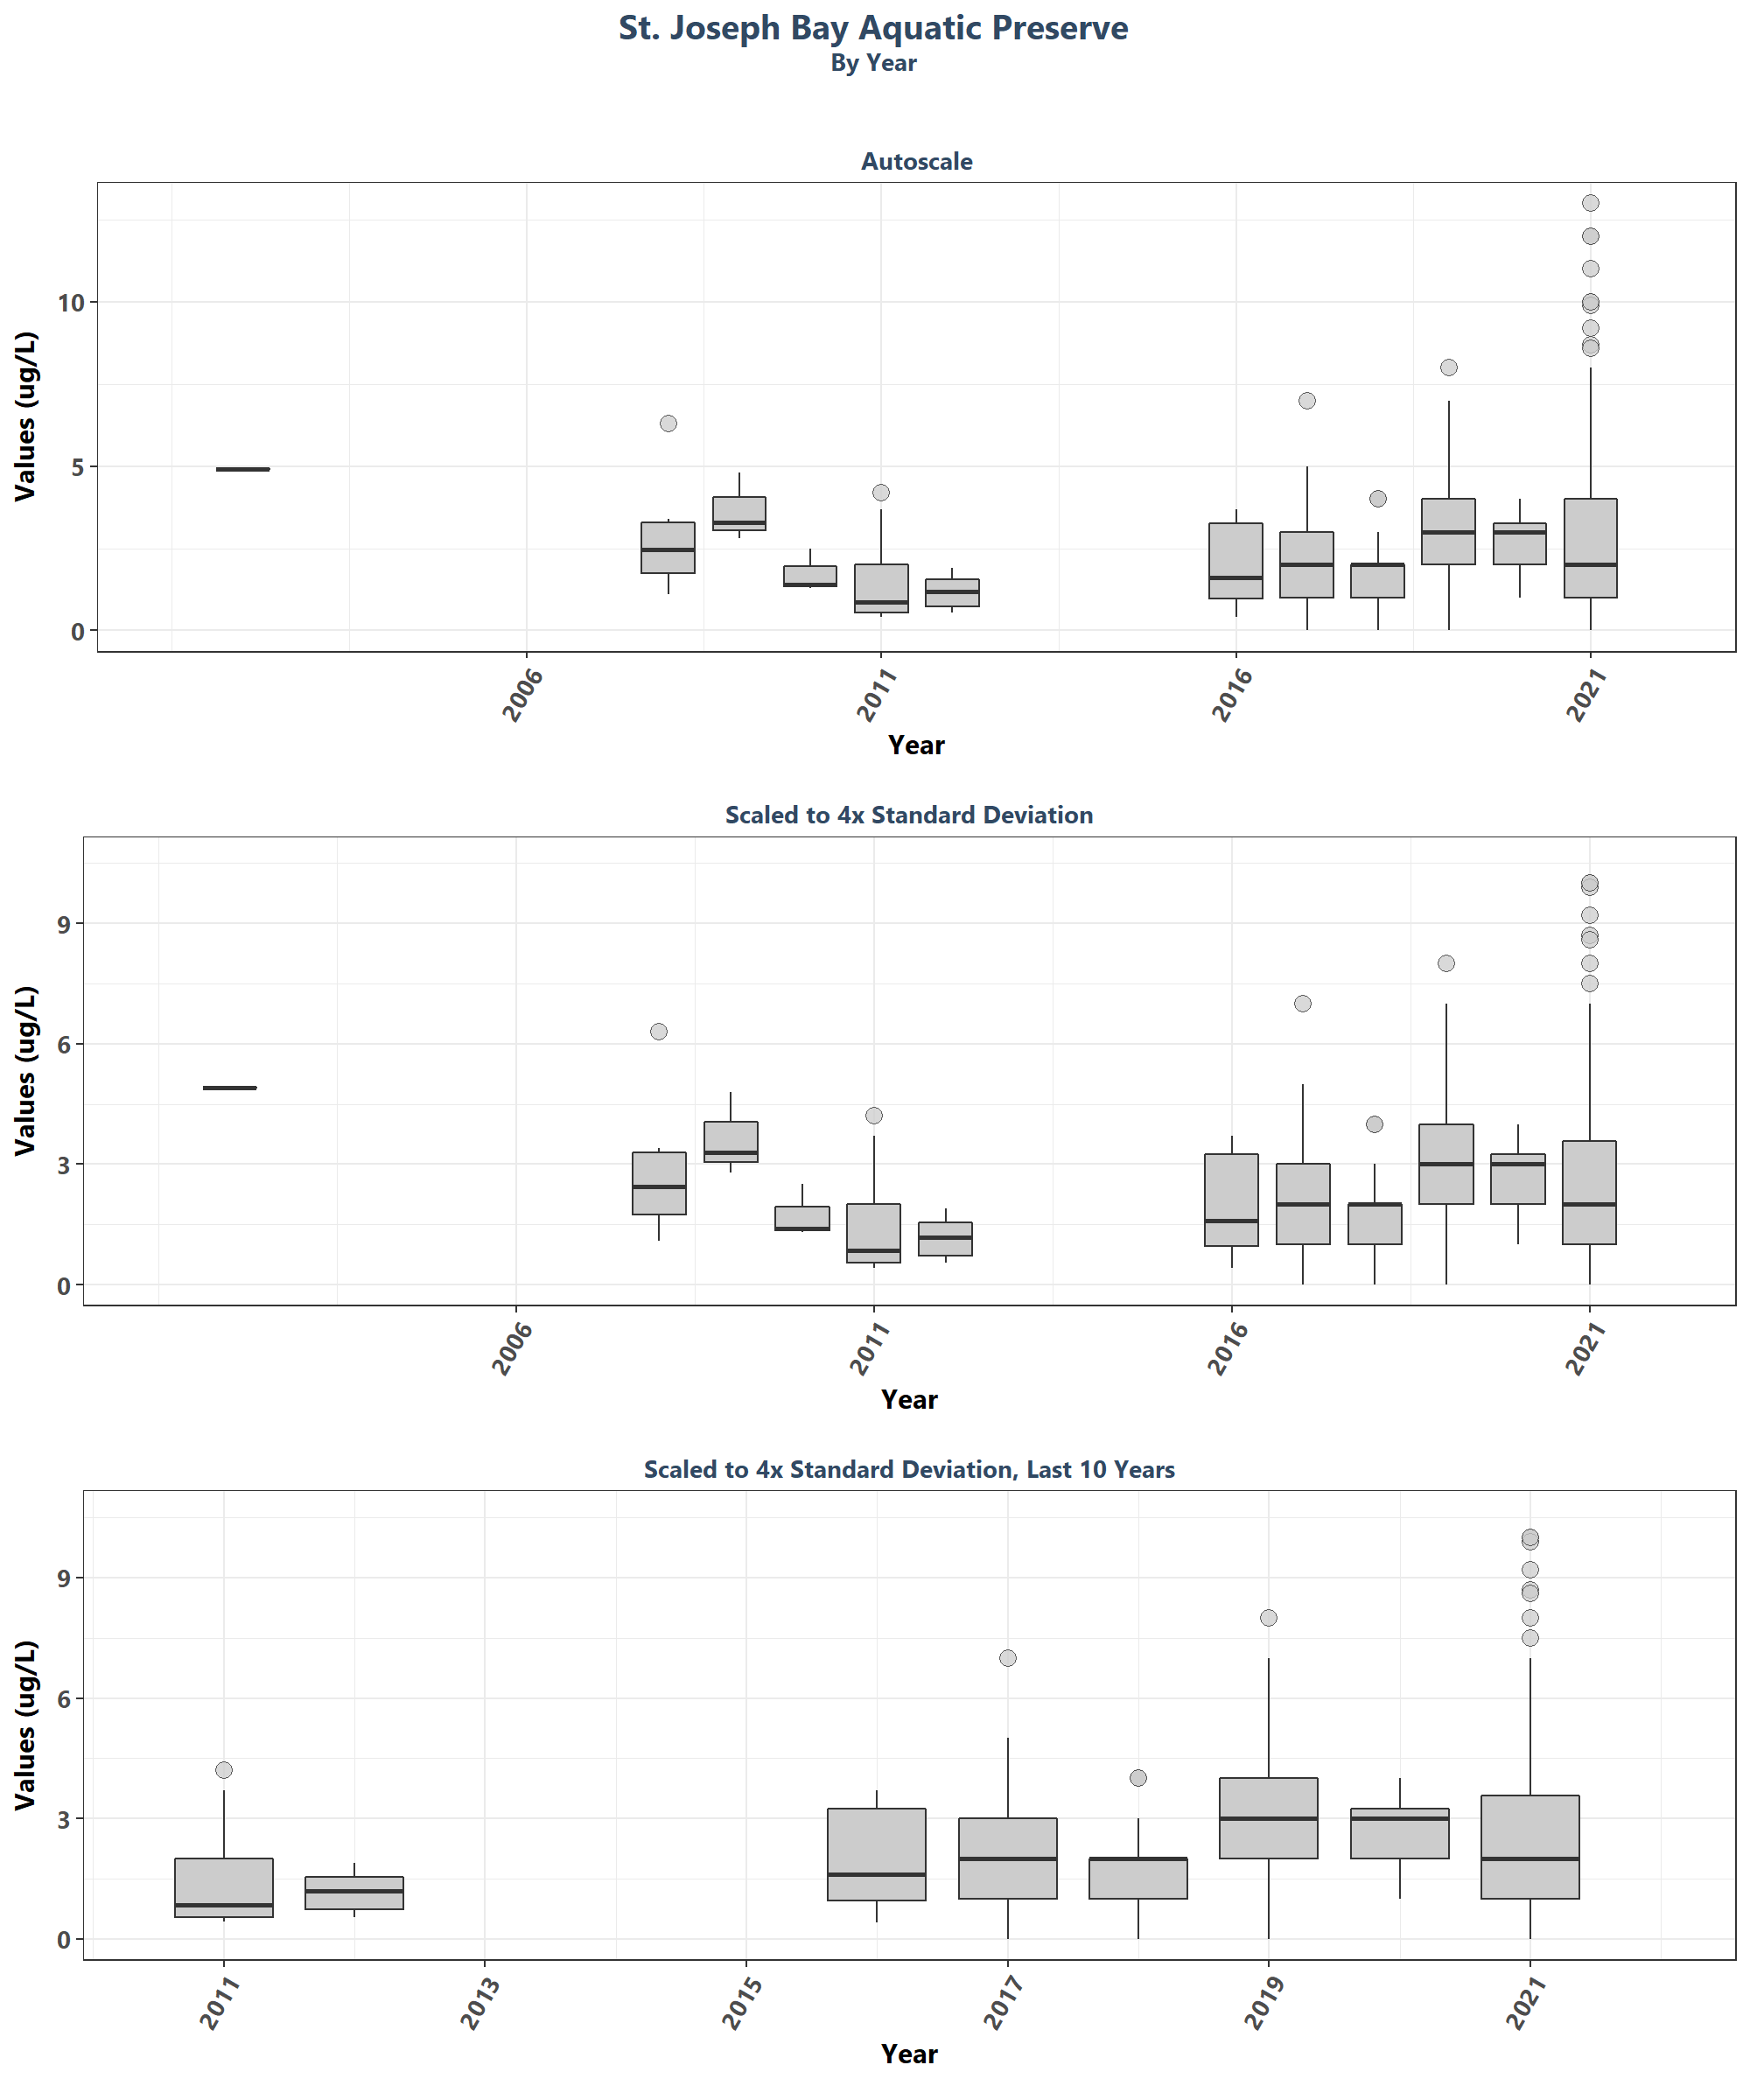 St. Joseph Bay Aquatic Preserve
By Year
Autoscale
Values (ug/L)
10
5
0
2006
2011
2016
2021
Year
Scaled to 4x Standard Deviation
Values (ug/L)
9
6
3
0
2006
2011
2016
2021
Year
Scaled to 4x Standard Deviation, Last 10 Years
Values (ug/L)
9
6
3
0
2011
2013
2015
2017
2019
2021
Year